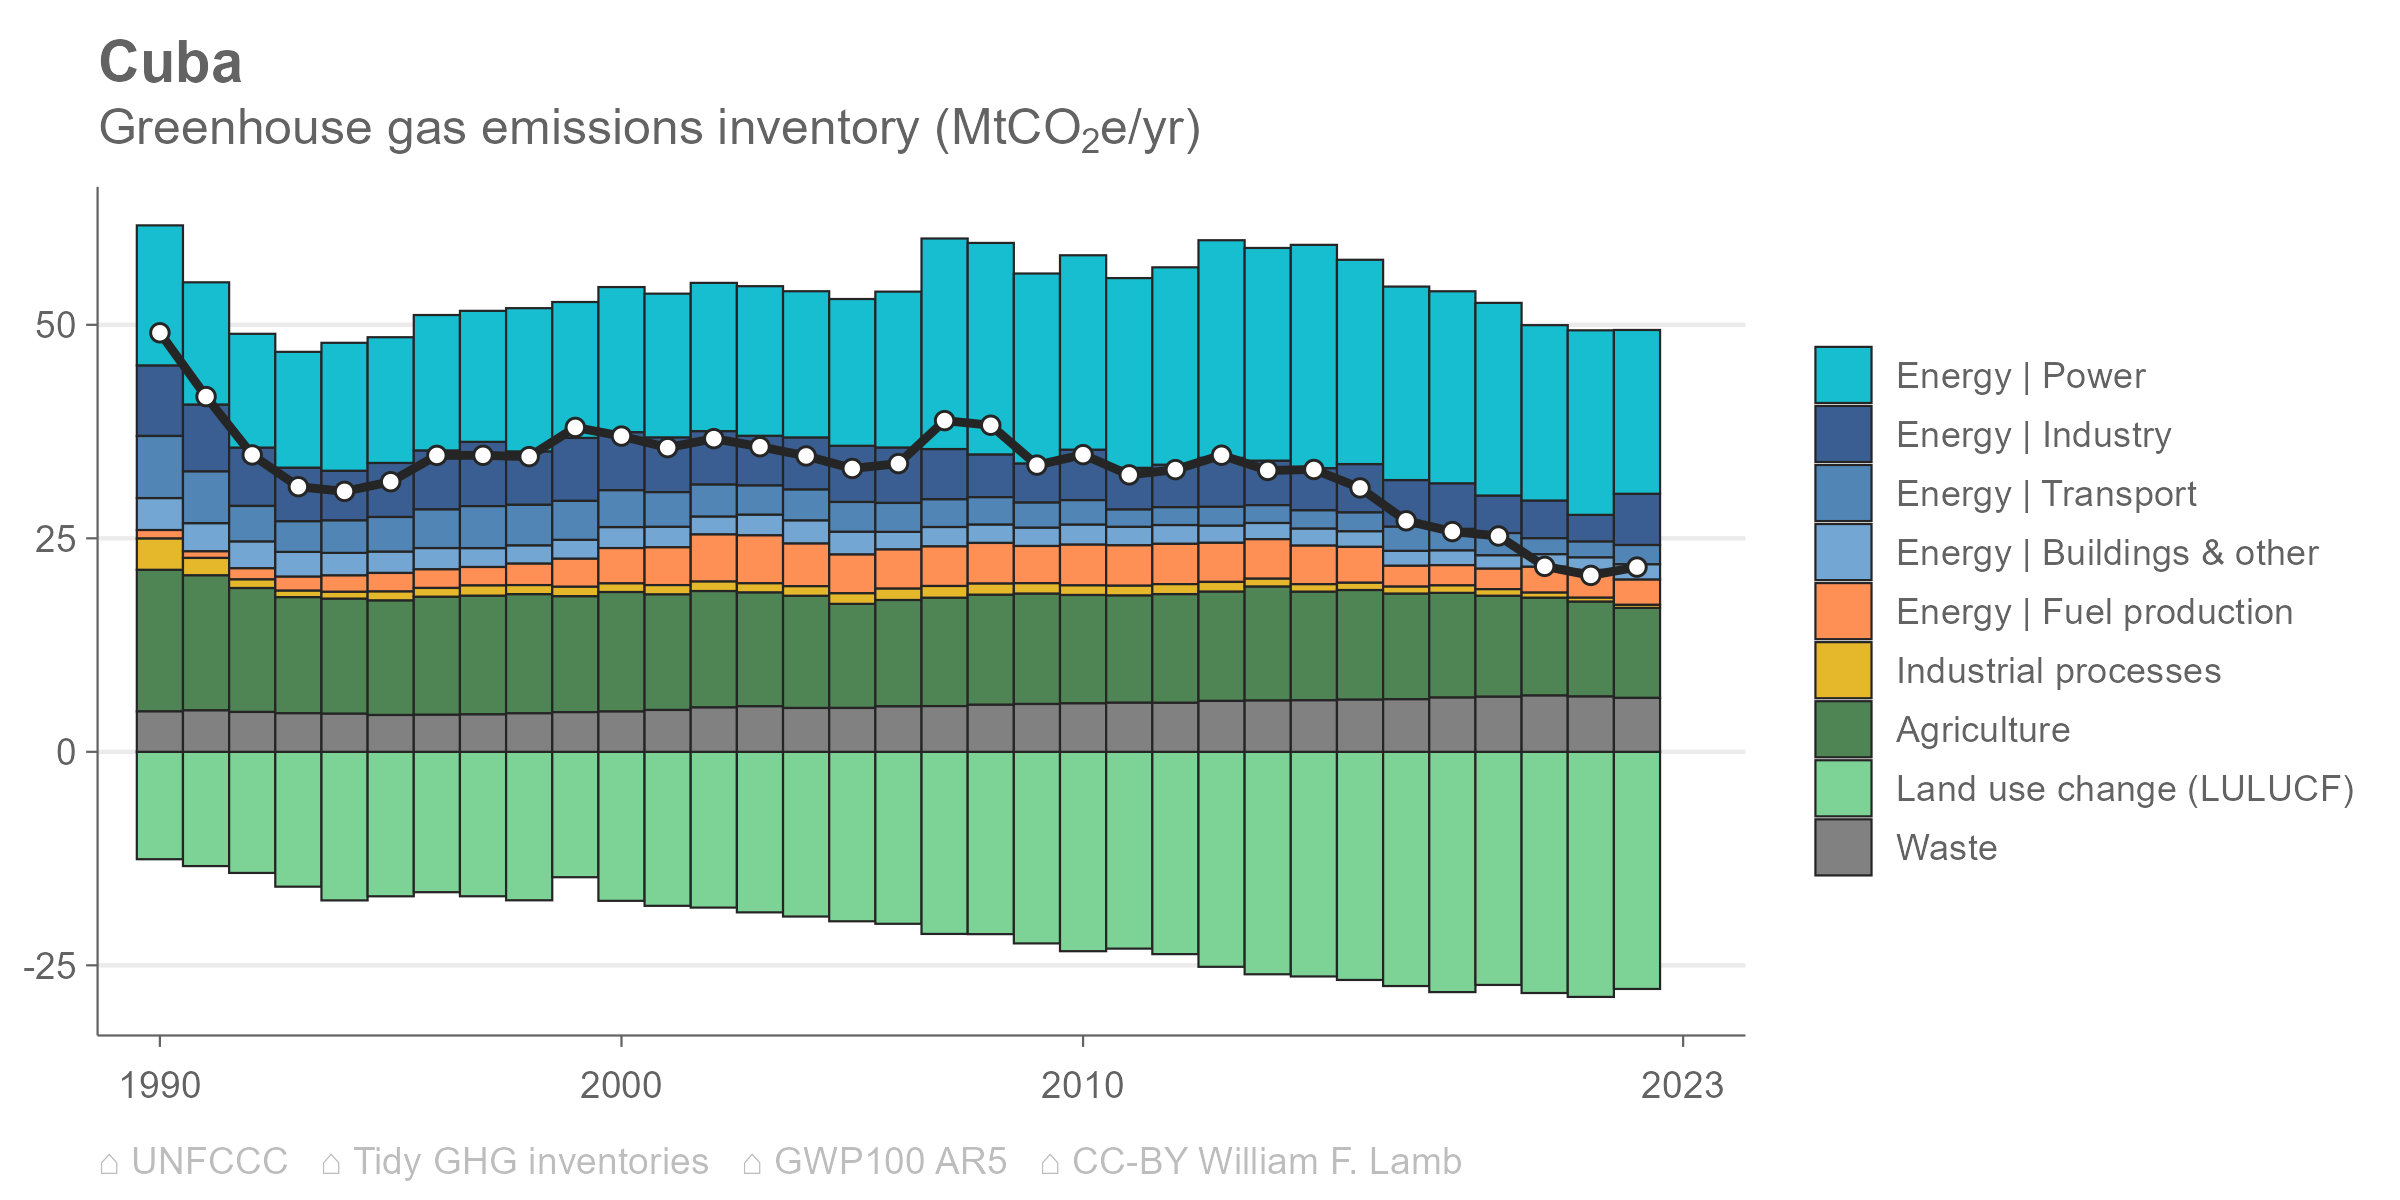 Cuba
Greenhouse gas emissions inventory (MtCO₂e/yr)
50
25
0
-25
1990 2000 2010 2023
Energy | Power
Energy | Industry
Energy | Transport
Energy | Buildings & other
Energy | Fuel production
Industrial processes
Agriculture
Land use change (LULUCF)
Waste
⌂ UNFCCC ⌂ Tidy GHG inventories ⌂ GWP100 AR5 ⌂ CC-BY William F. Lamb